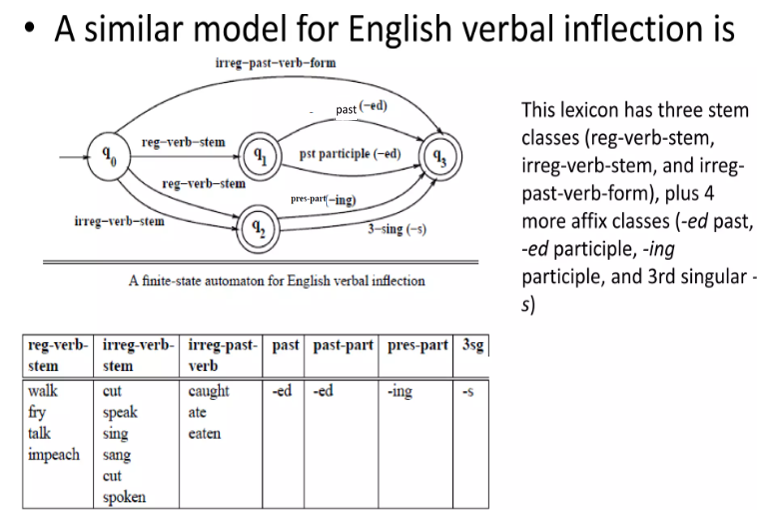 • A similar model for English verbal inflection is
irreg–past–verb–form
past (–ed)
q0
reg–verb–stem
q1
pst participle (–ed)
q3
reg–verb–stem
pres-part(–ing)
irreg–verb–stem
q2
3–sing (–s)
A finite-state automaton for English verbal inflection
This lexicon has three stem
classes (reg-verb-stem,
irreg-verb-stem, and irreg-
past-verb-form), plus 4
more affix classes (-ed past,
-ed participle, -ing
participle, and 3rd singular -
s)
reg-verb- irreg-verb- irreg-past- past past-part pres-part 3sg
stem stem verb
walk cut caught -ed -ed -ing -s
fry speak ate
talk sing eaten
impeach sang
cut
spoken